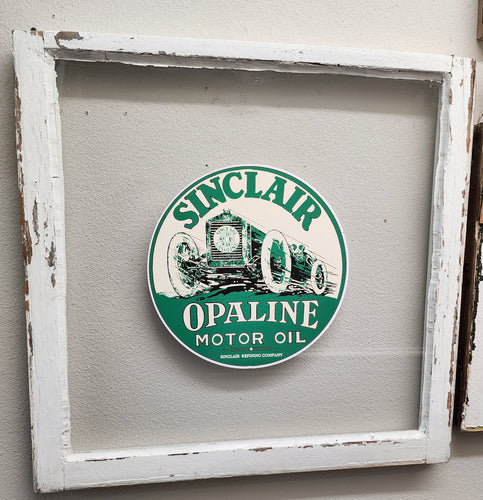 SINCLAIR
OPALINE
MOTOR OIL
SINCLAIR REFINING COMPANY